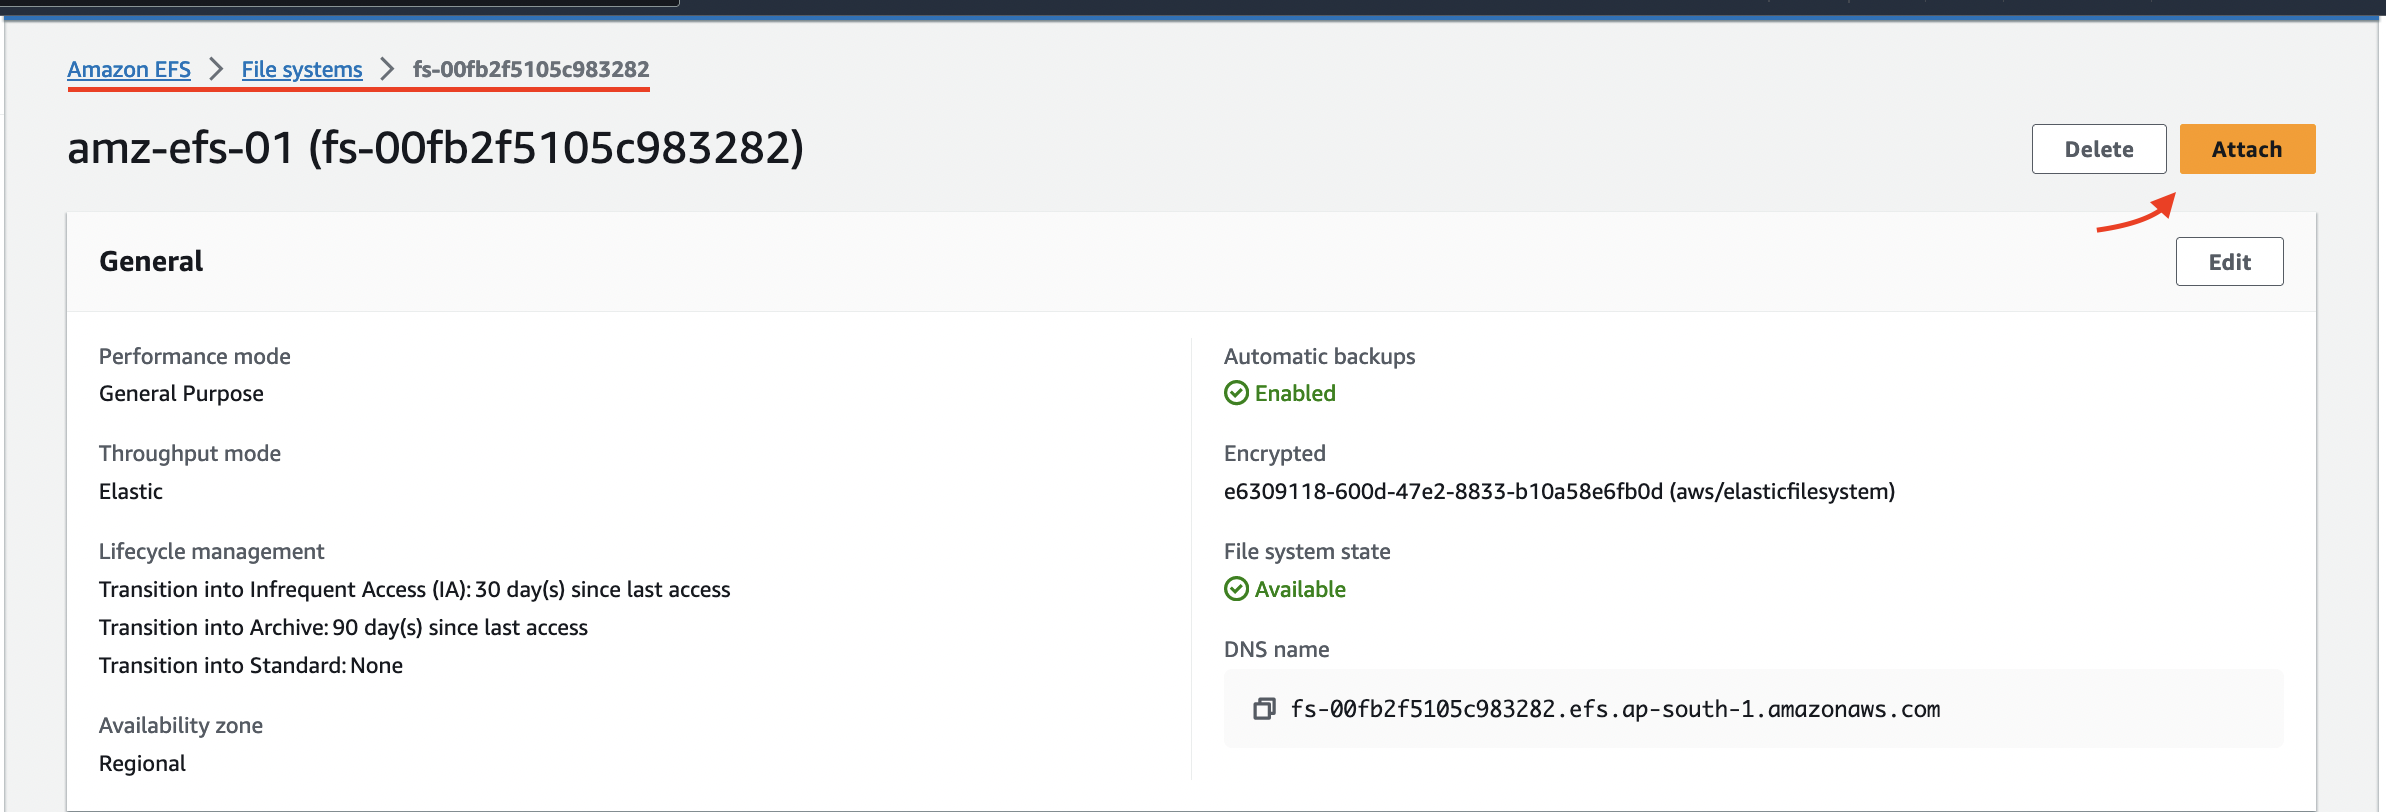 Amazon EFS > File systems > fs-00fb2f5105c983282
amz-efs-01 (fs-00fb2f5105c983282)
Delete
Attach
General
Edit
Performance mode
General Purpose
Throughput mode
Elastic
Lifecycle management
Transition into Infrequent Access (IA): 30 day(s) since last access
Transition into Archive: 90 day(s) since last access
Transition into Standard: None
Availability zone
Regional
Automatic backups
Enabled
Encrypted
e6309118-600d-47e2-8833-b10a58e6fb0d (aws/elasticfilesystem)
File system state
Available
DNS name
fs-00fb2f5105c983282.efs.ap-south-1.amazonaws.com